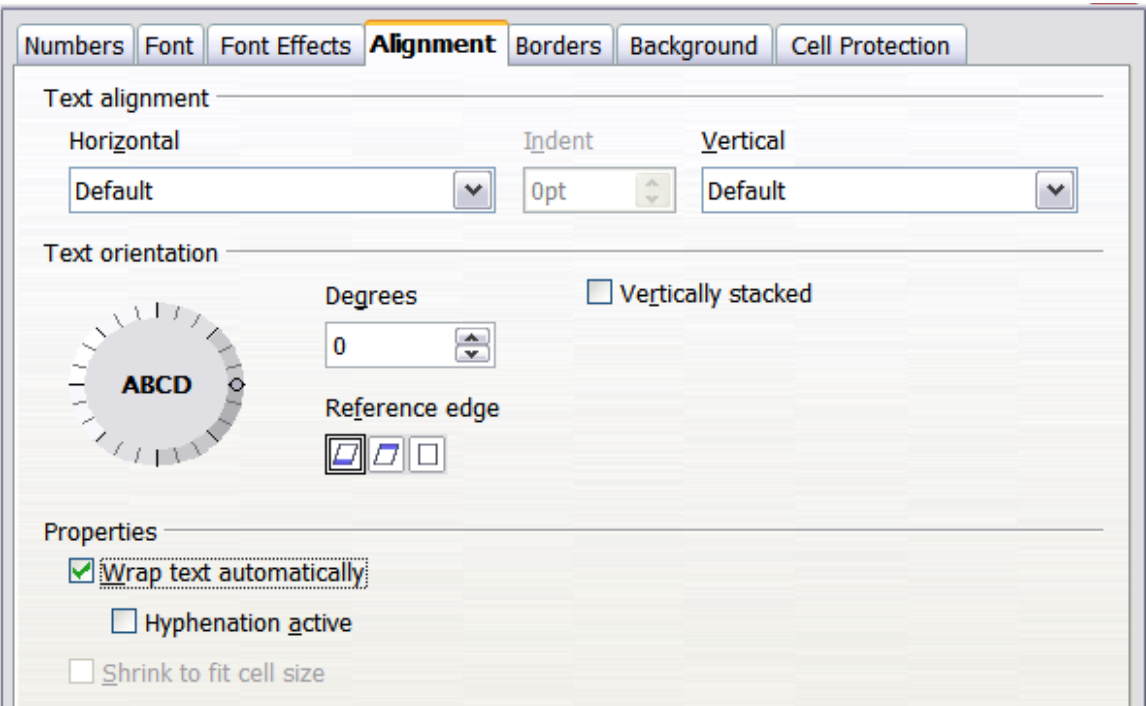 Numbers Font Font Effects Alignment Borders Background Cell Protection
Text alignment
Horizontal Indent Vertical
Default 0pt Default
Text orientation
Degrees Vertically stacked
0
ABCD
Reference edge
Properties
Wrap text automatically
Hyphenation active
Shrink to fit cell size